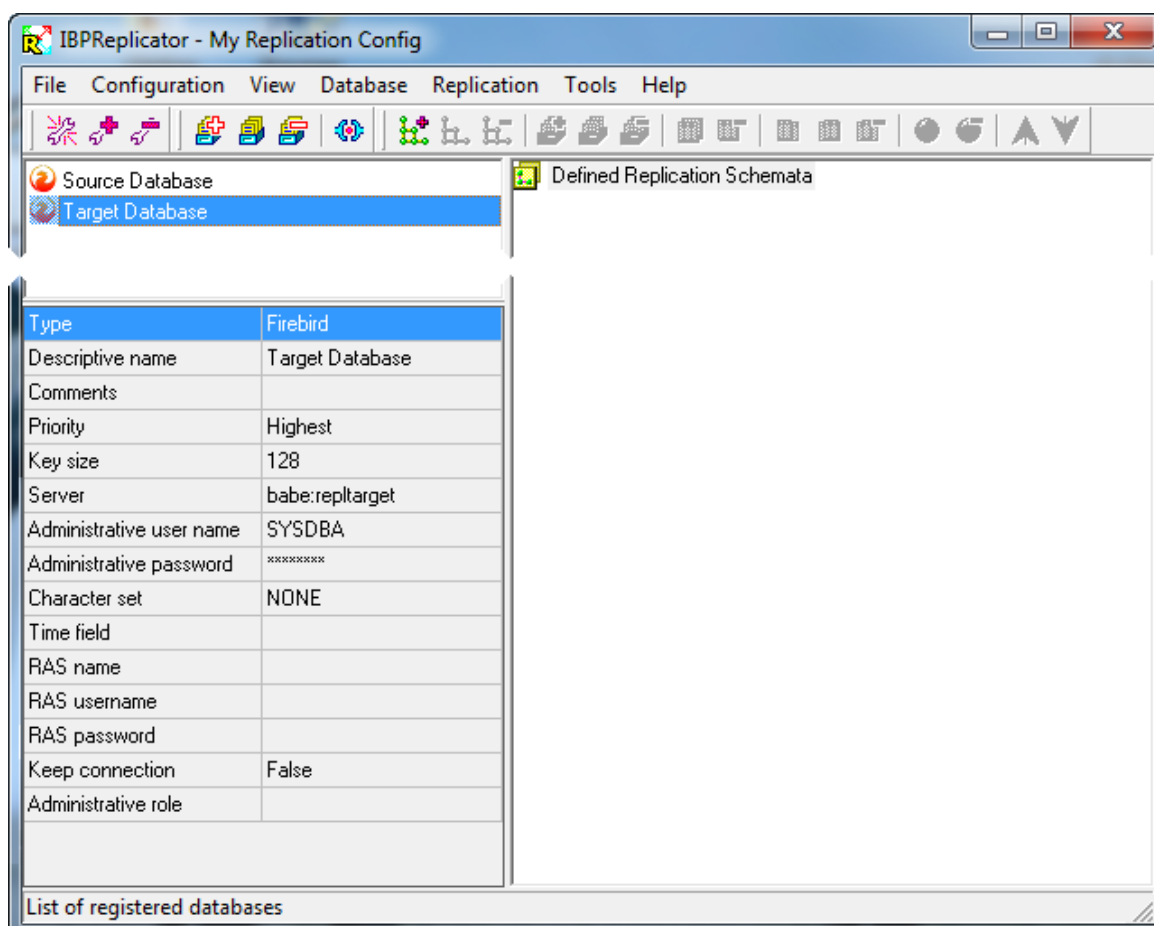 IBPReplicator - My Replication Config
File Configuration View Database Replication Tools Help
Source Database
Target Database
Defined Replication Schemata
Type Firebird
Descriptive name Target Database
Comments
Priority Highest
Key size 128
Server babe:repltarget
Administrative user name SYSDBA
Administrative password ********
Character set NONE
Time field
RAS name
RAS username
RAS password
Keep connection False
Administrative role
List of registered databases